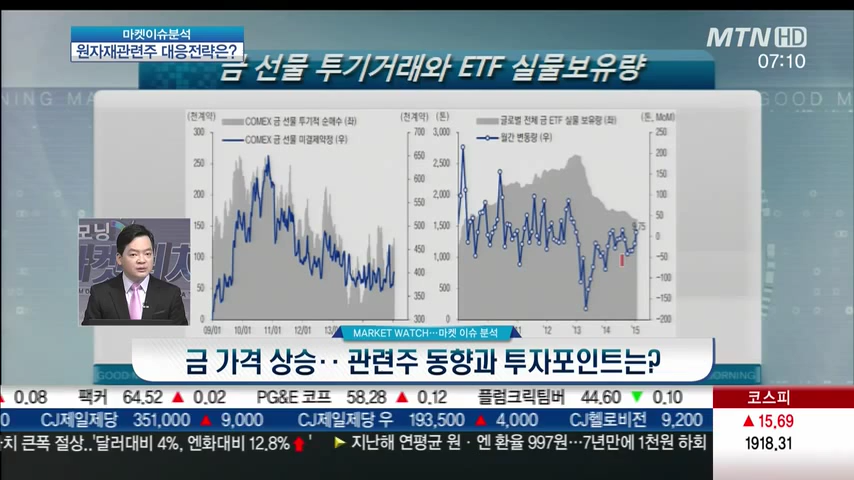 마켓이슈분석
원자재관련주 대응전략은?
MTN HD
07:10
금 선물 투기거래와 ETF 실물보유량
(천계약)
COMEX 금 선물 투기적 순매수 (좌)
COMEX 금 선물 미결제약정 (우)
(천계약)
300
250
200
150
100
50
0
700
650
600
550
500
450
400
350
300
09/01
10/01
11/01
12/01
(톤)
글로벌 전체 금 ETF 실물 보유량 (좌)
월간 변동량 (우)
(톤, MoM)
250
200
150
100
50
0
-50
-100
-150
-200
'11
'12
'13
'14
'15
모닝
MARKET WATCH…마켓 이슈 분석
금 가격 상승‥ 관련주 동향과 투자포인트는?
▲ 0.08 팩커 64,52 ▲ 0.02 PG&E 코프 58,28 ▲ 0.12 플럼크릭팀버 44.60 ▼ 0.10
코스피
▲ 15,69
1918.31
CJ제일제당 351,000 ▲ 9,000 CJ제일제당 우 193,500 ▲ 4,000 CJ헬로비전 9,200
치 큰폭 절상..'달러대비 4%, 엔화대비 12,8%↑' ➤ 지난해 연평균 원·엔 환율 997원…7년만에 1천원 하회